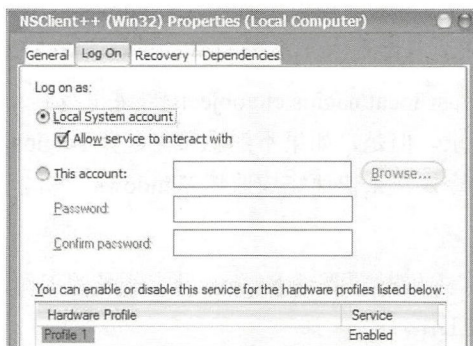 NSClient++ (Win32) Properties (Local Computer)
General Log On Recovery Dependencies
Log on as:
Local System account
Allow service to interact with
This account:
Browse...
Password:
Confirm password:
You can enable or disable this service for the hardware profiles listed below:
Hardware Profile Service
Profile 1 Enabled